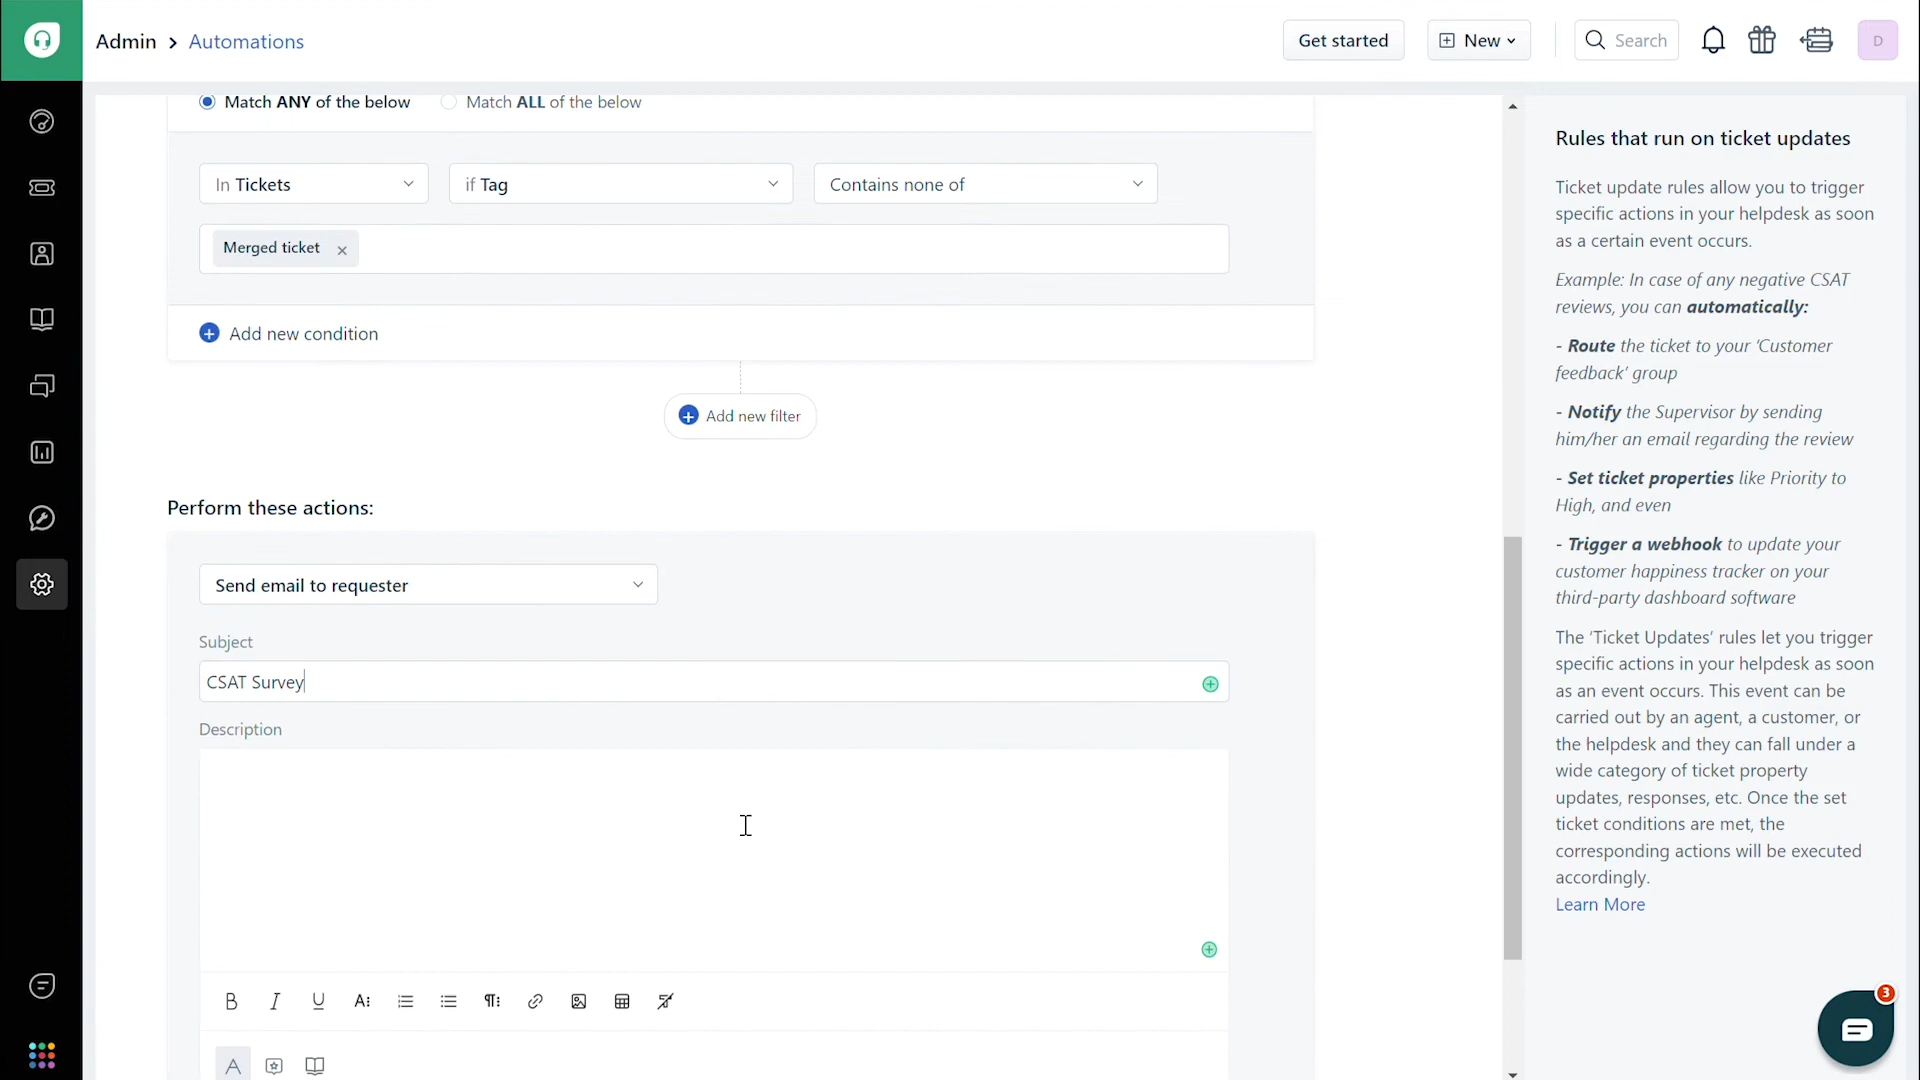 Admin > Automations
Get started
New
Search
D
Match ANY of the below
Match ALL of the below
In Tickets
if Tag
Contains none of
Merged ticket ×
Add new condition
Add new filter
Perform these actions:
Send email to requester
Subject
CSAT Survey
Description
Rules that run on ticket updates
Ticket update rules allow you to trigger
specific actions in your helpdesk as soon
as a certain event occurs.
Example: In case of any negative CSAT
reviews, you can automatically:
- Route the ticket to your ‘Customer
feedback’ group
- Notify the Supervisor by sending
him/her an email regarding the review
- Set ticket properties like Priority to
High, and even
- Trigger a webhook to update your
customer happiness tracker on your
third-party dashboard software
The ‘Ticket Updates’ rules let you trigger
specific actions in your helpdesk as soon
as an event occurs. This event can be
carried out by an agent, a customer, or
the helpdesk and they can fall under a
wide category of ticket property
updates, responses, etc. Once the set
ticket conditions are met, the
corresponding actions will be executed
accordingly.
Learn More
3